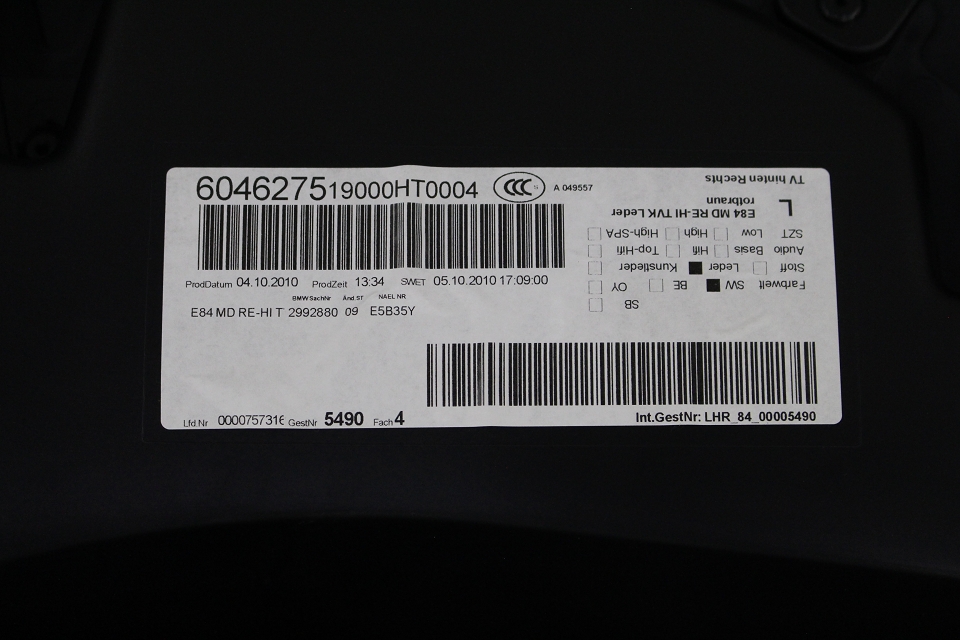 604627519000HT0004 CCC S A 049557
ProdDatum 04.10.2010 ProdZeit 13:34 SWET 05.10.2010 17:09:00
BMW SachNr Änd ST NAEL NR
E84 MD RE-HI T 2992880 09 E5B35Y
Lfd.Nr 0000757316 GestNr 5490 Fach 4
Int.GestNr: LHR_84_00005490
SB
Farbwelt SW BE OY
Stoff Leder Kunstleder
Audio Basis Hifi Top-Hifi
SZT Low High High-SPA
L E84 MD RE-HI TVK Leder
rotbraun
TV hinten Rechts